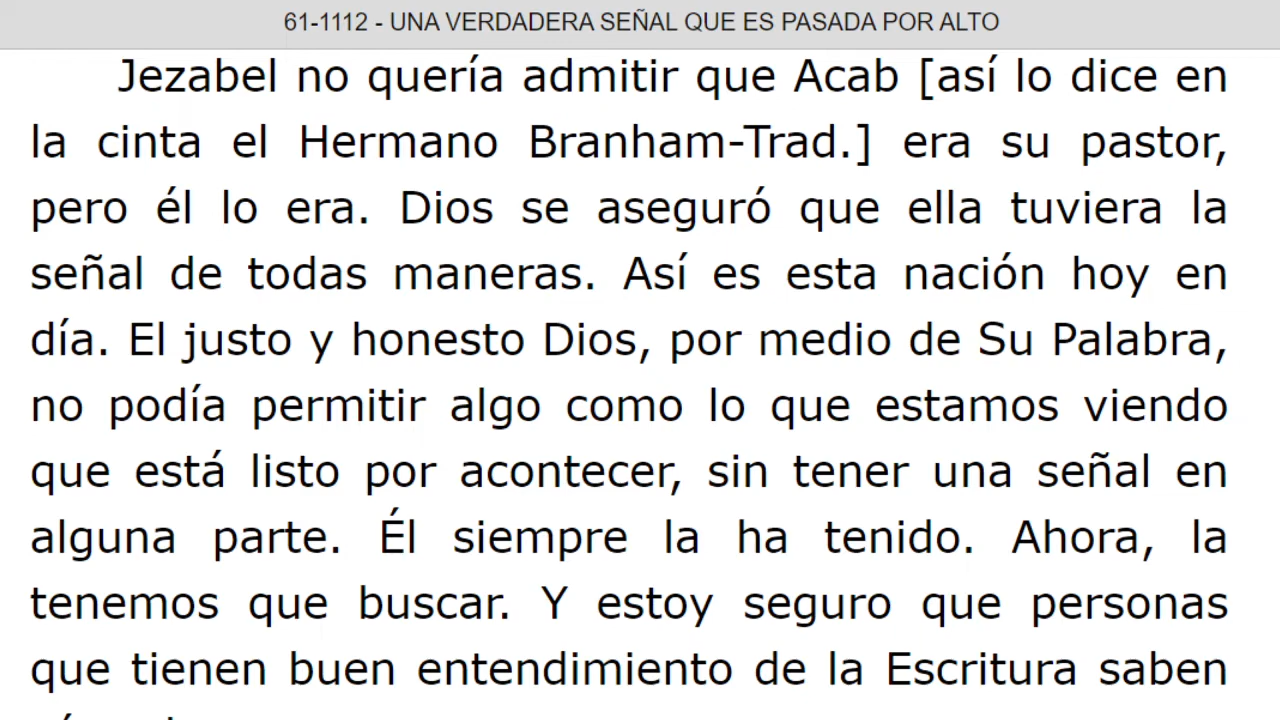 61-1112 - UNA VERDADERA SEÑAL QUE ES PASADA POR ALTO
Jezabel no quería admitir que Acab [así lo dice en
la cinta el Hermano Branham-Trad.] era su pastor,
pero él lo era. Dios se aseguró que ella tuviera la
señal de todas maneras. Así es esta nación hoy en
día. El justo y honesto Dios, por medio de Su Palabra,
no podía permitir algo como lo que estamos viendo
que está listo por acontecer, sin tener una señal en
alguna parte. Él siempre la ha tenido. Ahora, la
tenemos que buscar. Y estoy seguro que personas
que tienen buen entendimiento de la Escritura saben